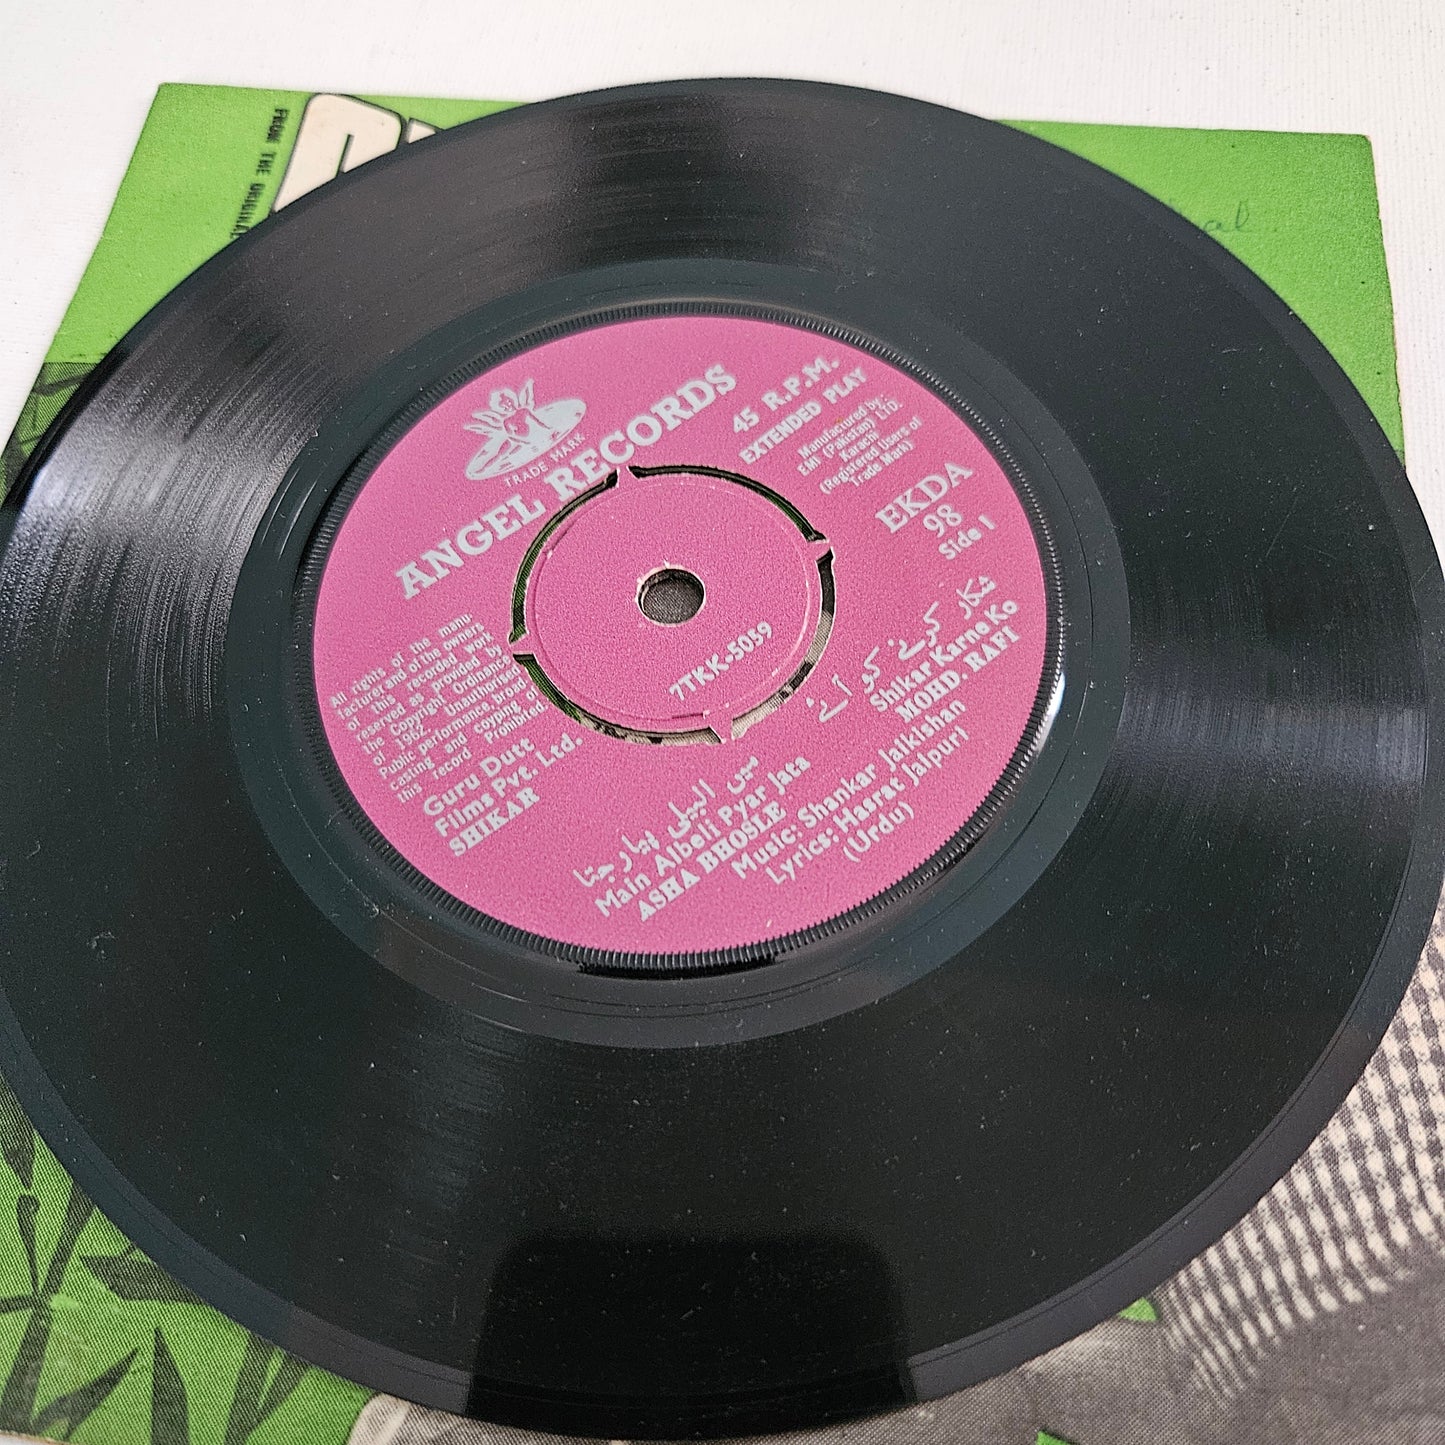 FROM THE ORIGINAL
TRADE MARK
ANGEL RECORDS
45 R.P.M.
EXTENDED PLAY
Manufactured by:
EMI (Pakistan) LTD.
Karachi
(Registered Users of
Trade Mark)
EKDA
98
Side 1
7TKK-5059
All rights of the manu-
facturer and of the owners
of this recorded work
reserved as provided by
the Copyright Ordinance
of 1962. Unauthorised
Public performance, broad-
casting and copying of
this record Prohibited.
Guru Dutt
Films Pvt. Ltd.
SHIKAR
شکار کرنے کو آئے
Shikar Karne Ko
MOHD. RAFI
میں البیلی پیار جتا
Main Albeli Pyar Jata
ASHA BHOSLE
Music: Shankar Jaikishan
Lyrics: Hasrat Jaipuri
(Urdu)